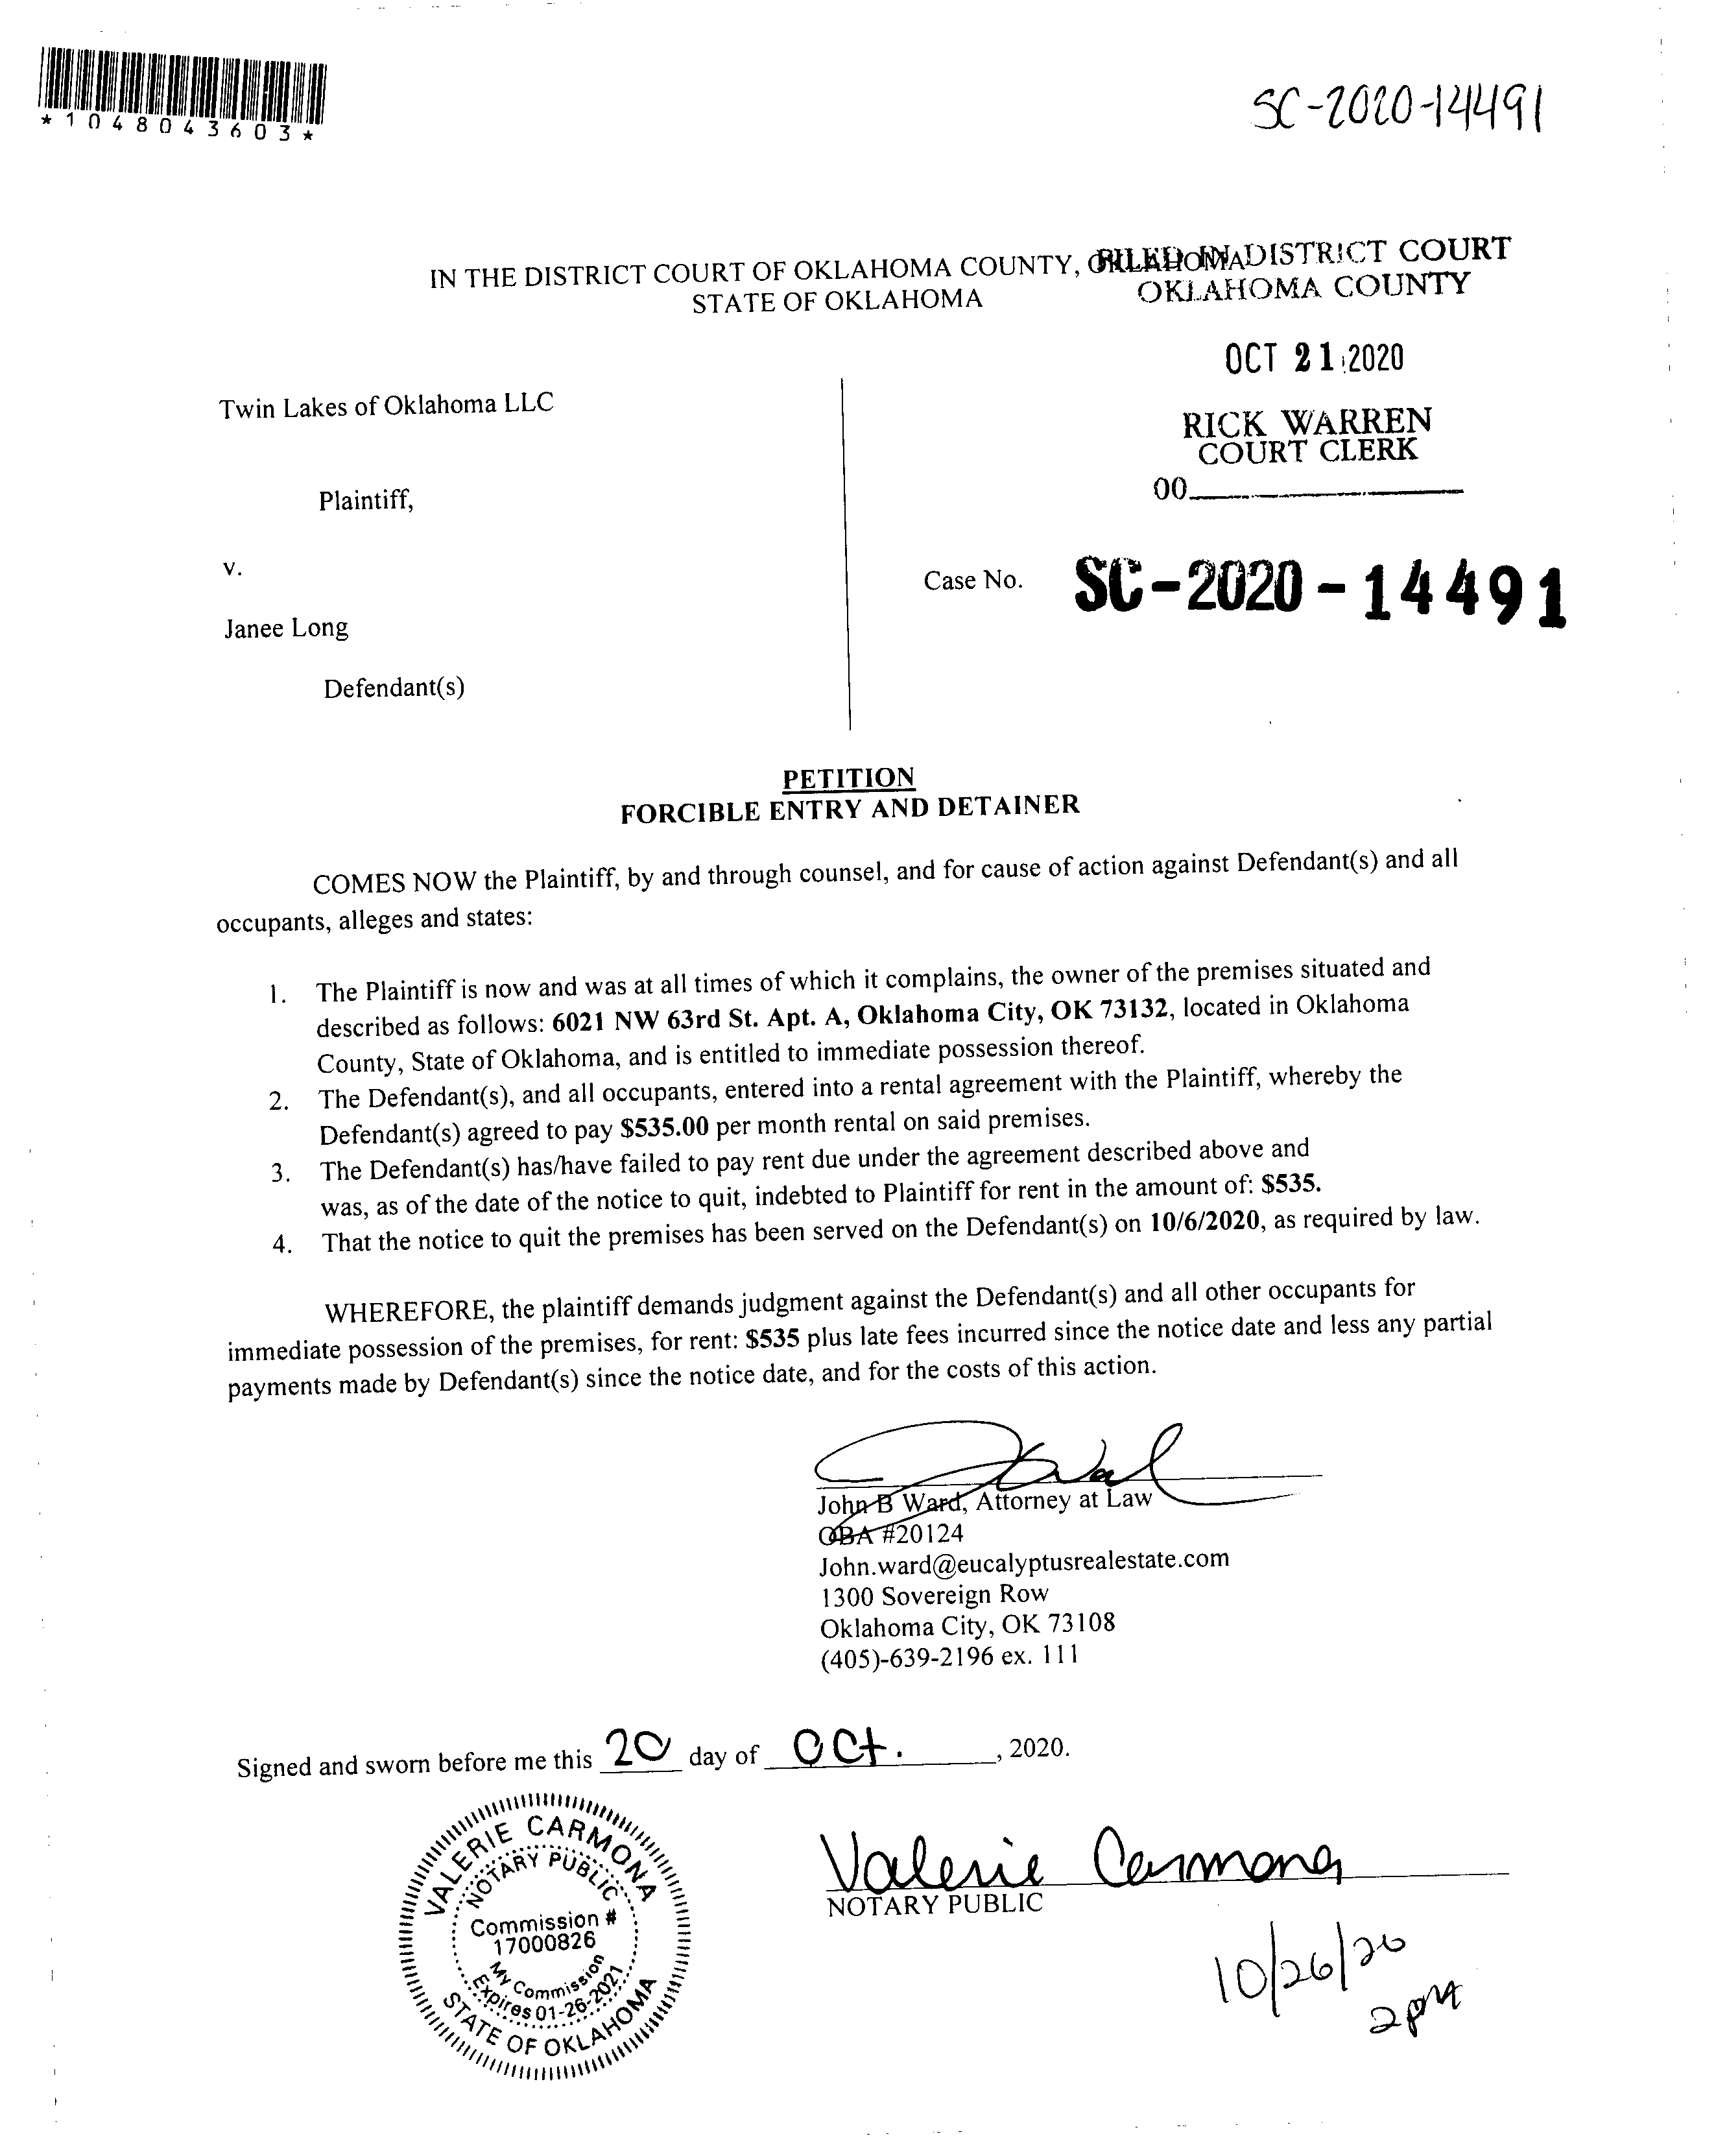 *1048043603*
SC-2020-14491
IN THE DISTRICT COURT OF OKLAHOMA COUNTY, OKLAHOMA
STATE OF OKLAHOMA
FILED IN DISTRICT COURT
OKLAHOMA COUNTY
OCT 21 2020
RICK WARREN
COURT CLERK
00
Twin Lakes of Oklahoma LLC
Plaintiff,
v.
Case No. SC-2020-14491
Janee Long
Defendant(s)
PETITION
FORCIBLE ENTRY AND DETAINER
COMES NOW the Plaintiff, by and through counsel, and for cause of action against Defendant(s) and all
occupants, alleges and states:
1. The Plaintiff is now and was at all times of which it complains, the owner of the premises situated and
described as follows: 6021 NW 63rd St. Apt. A, Oklahoma City, OK 73132, located in Oklahoma
County, State of Oklahoma, and is entitled to immediate possession thereof.
2. The Defendant(s), and all occupants, entered into a rental agreement with the Plaintiff, whereby the
Defendant(s) agreed to pay $535.00 per month rental on said premises.
3. The Defendant(s) has/have failed to pay rent due under the agreement described above and
was, as of the date of the notice to quit, indebted to Plaintiff for rent in the amount of: $535.
4. That the notice to quit the premises has been served on the Defendant(s) on 10/6/2020, as required by law.
WHEREFORE, the plaintiff demands judgment against the Defendant(s) and all other occupants for
immediate possession of the premises, for rent: $535 plus late fees incurred since the notice date and less any partial
payments made by Defendant(s) since the notice date, and for the costs of this action.
John B Ward, Attorney at Law
OBA #20124
John.ward@eucalyptusrealestate.com
1300 Sovereign Row
Oklahoma City, OK 73108
(405)-639-2196 ex. 111
Signed and sworn before me this 20 day of Oct. , 2020.
VALERIE CARMONA
NOTARY PUBLIC
Commission #
17000826
My Commission
Expires 01-26-2021
STATE OF OKLAHOMA
Valerie Carmona
NOTARY PUBLIC
10/26/20
2pm